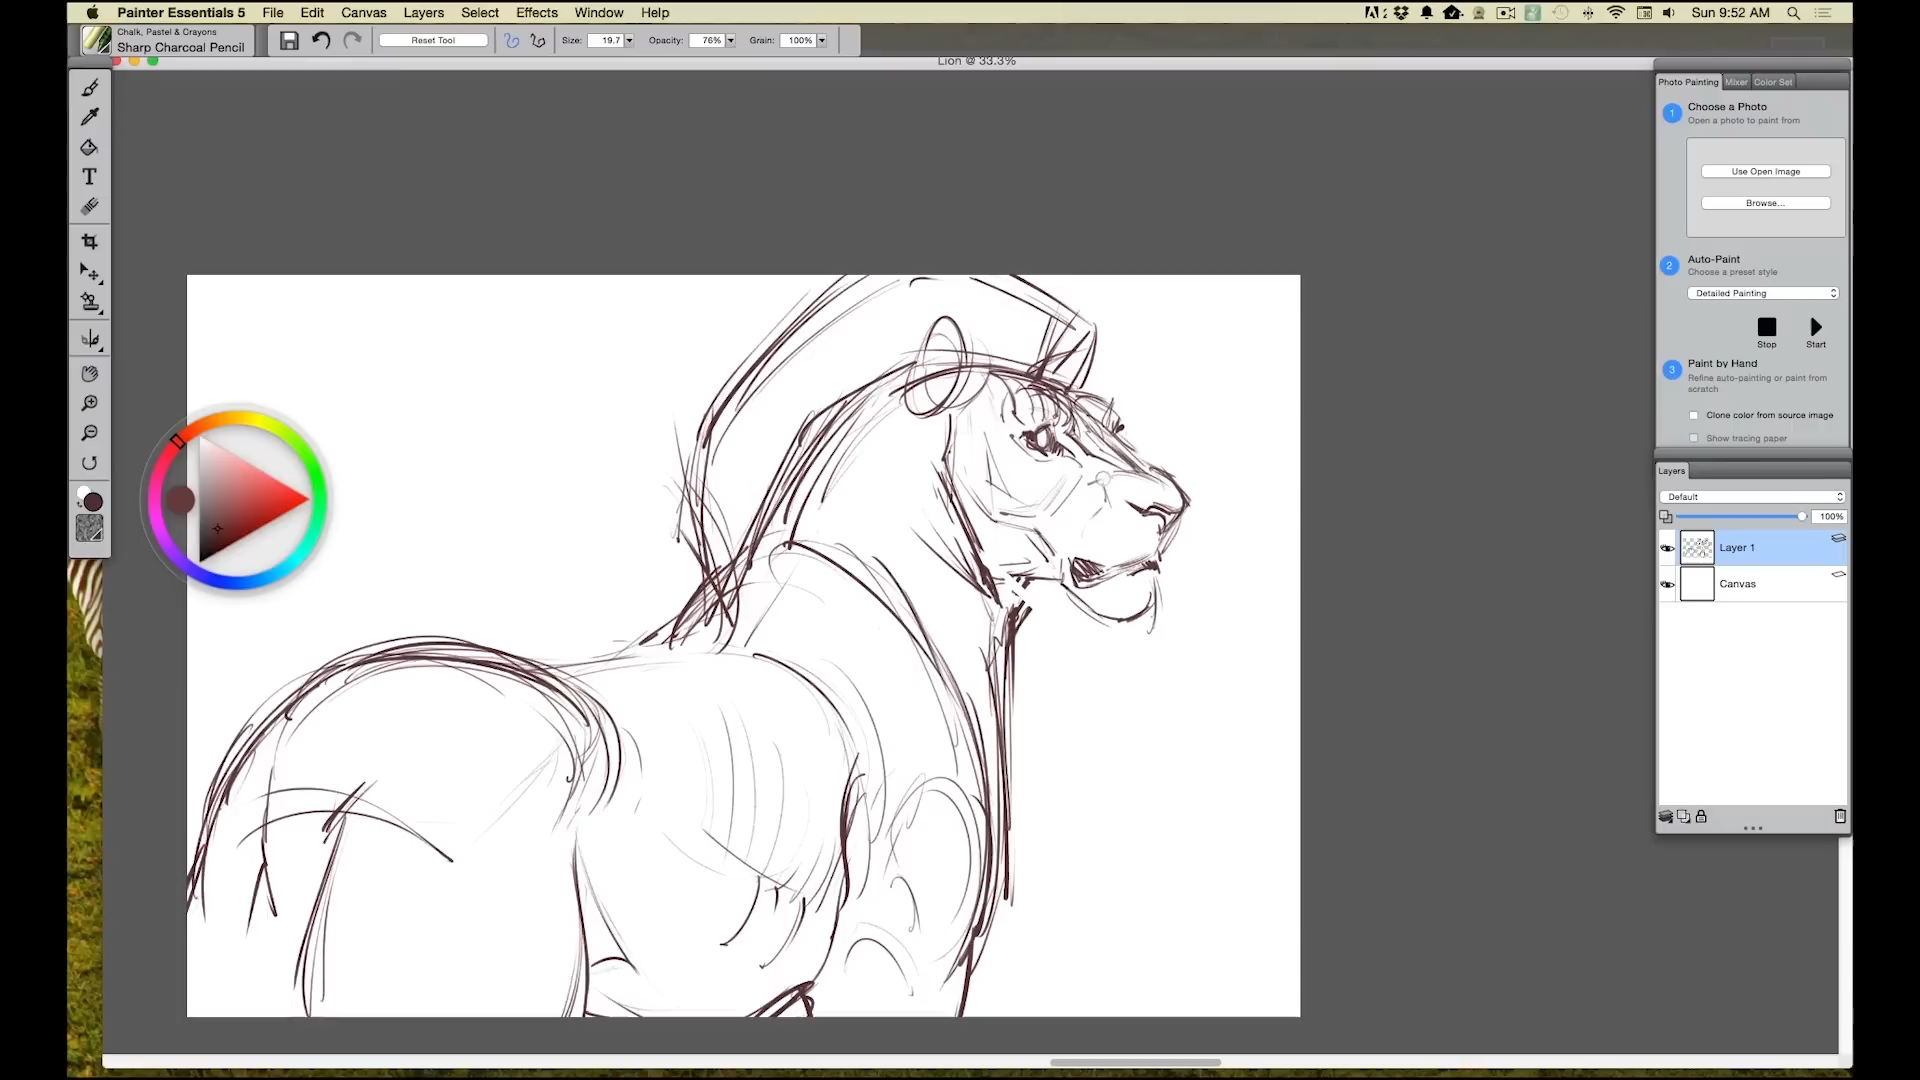 Painter Essentials 5 File Edit Canvas Layers Select Effects Window Help Sun 9:52 AM
Chalk, Pastel & Crayons
Sharp Charcoal Pencil
Reset Tool Size: 19.7 Opacity: 76% Grain: 100%
Lion @ 33.3%
Photo Painting Mixer Color Set
1 Choose a Photo
Open a photo to paint from
Use Open Image
Browse...
2 Auto-Paint
Choose a preset style
Detailed Painting
Stop Start
3 Paint by Hand
Refine auto-painting or paint from
scratch
Clone color from source image
Show tracing paper
Layers
Default
100%
Layer 1
Canvas